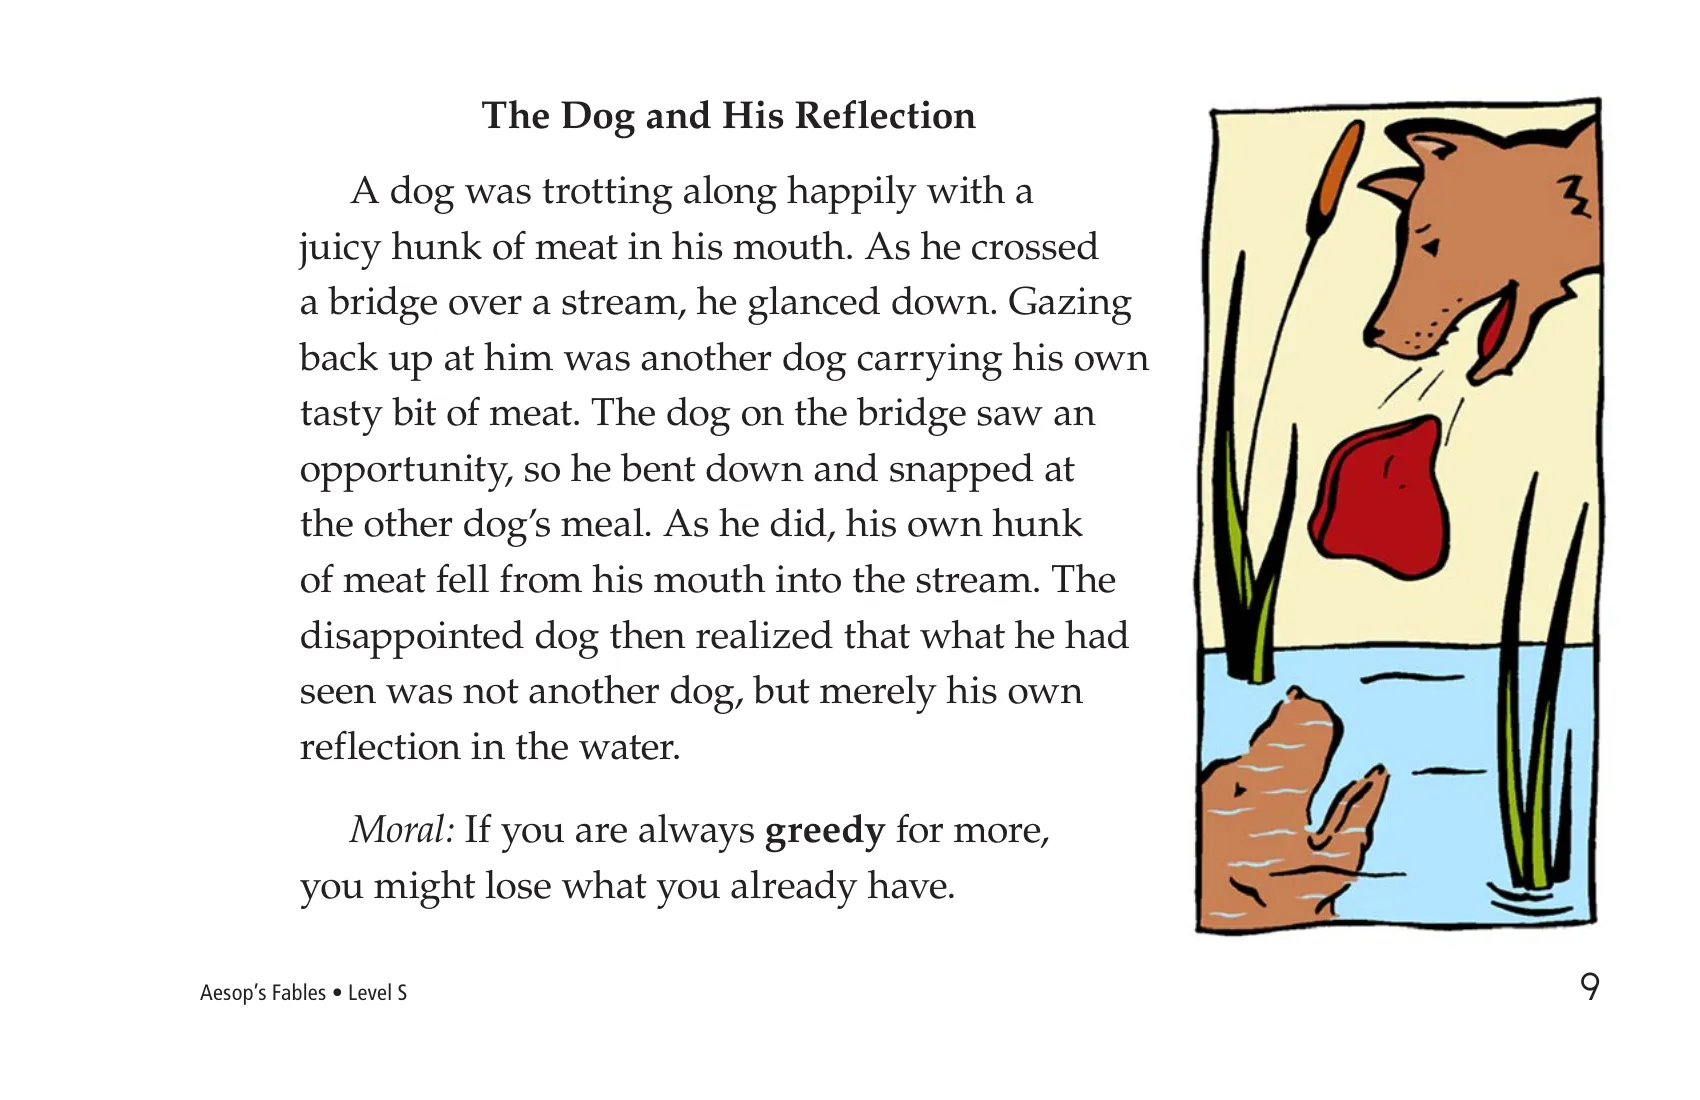 The Dog and His Reflection
A dog was trotting along happily with a
juicy hunk of meat in his mouth. As he crossed
a bridge over a stream, he glanced down. Gazing
back up at him was another dog carrying his own
tasty bit of meat. The dog on the bridge saw an
opportunity, so he bent down and snapped at
the other dog’s meal. As he did, his own hunk
of meat fell from his mouth into the stream. The
disappointed dog then realized that what he had
seen was not another dog, but merely his own
reflection in the water.
Moral: If you are always greedy for more,
you might lose what you already have.
Aesop’s Fables • Level S
9